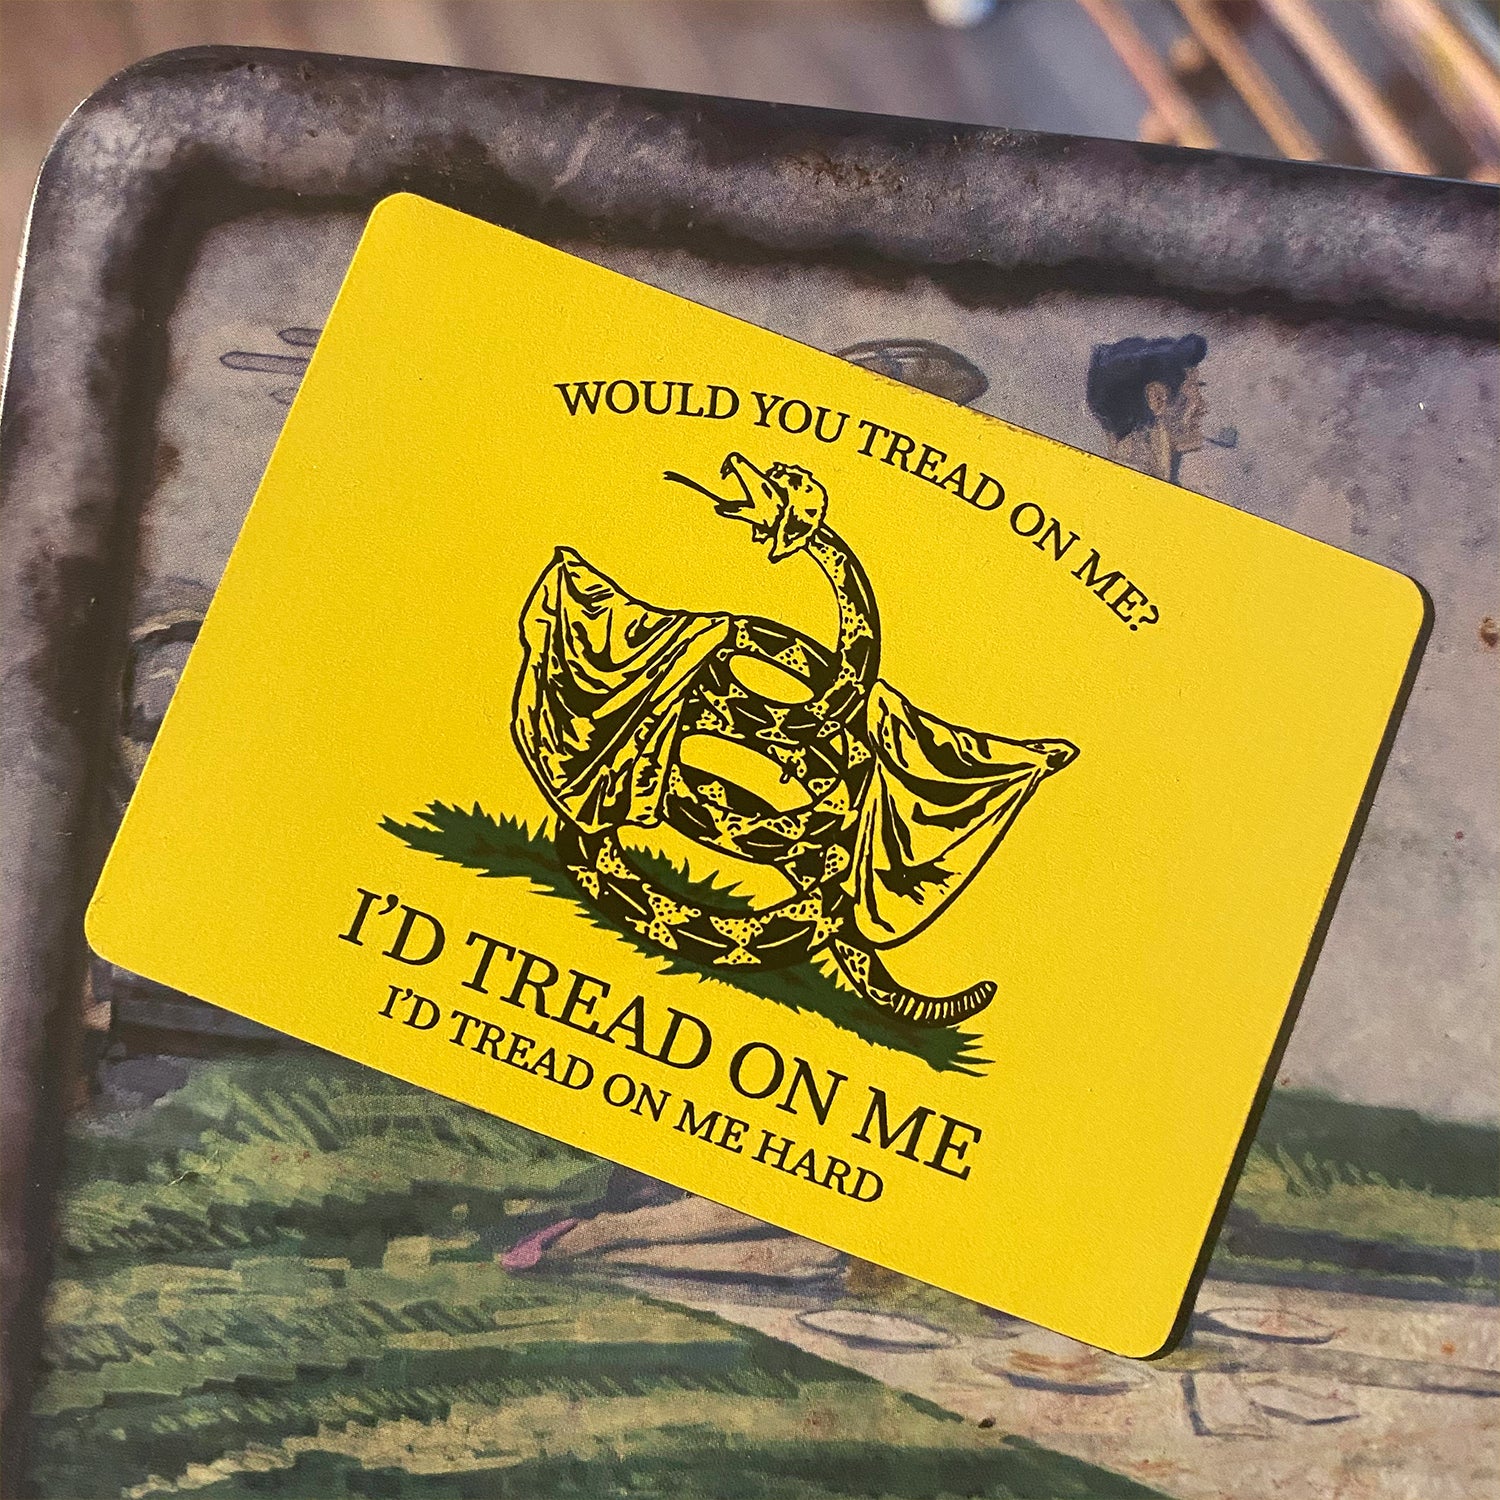 WOULD YOU TREAD ON ME?
I'D TREAD ON ME
I'D TREAD ON ME HARD